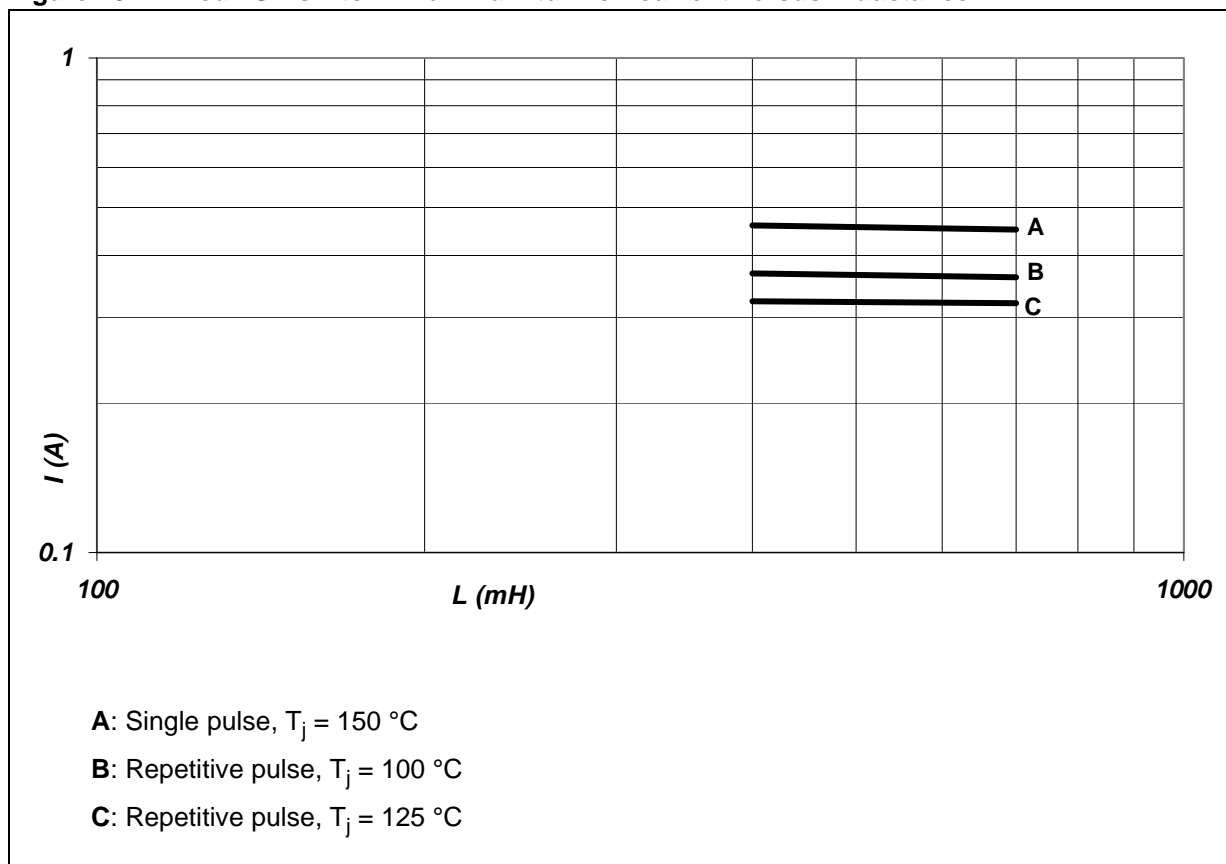 1
A
B
C
I (A)
0.1
100
L (mH)
1000
A: Single pulse, Tj = 150 °C
B: Repetitive pulse, Tj = 100 °C
C: Repetitive pulse, Tj = 125 °C